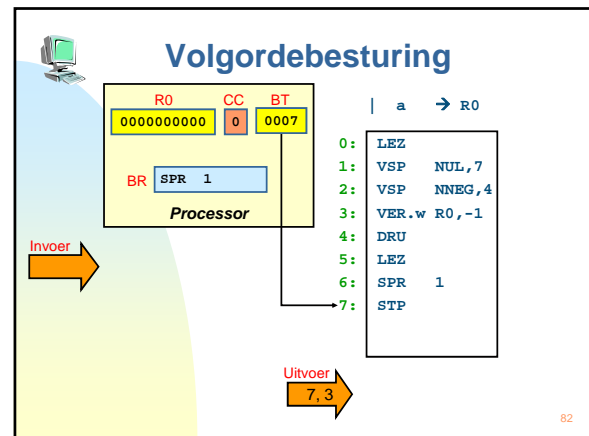 Volgordebesturing
R0 CC BT
0000000000 0 0007
BR SPR 1
Processor
Invoer
| a → R0
0: LEZ
1: VSP NUL,7
2: VSP NNEG,4
3: VER.w R0,-1
4: DRU
5: LEZ
6: SPR 1
7: STP
Uitvoer
7, 3
82